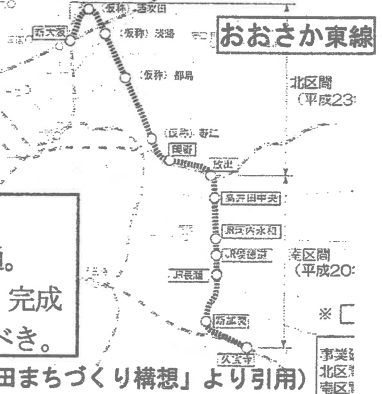 おおさか東線
新大阪
(仮称)西吹田
(仮称)淡路
(仮称)都島
(仮称)野江
鴫野
放出
高井田中央
JR河内永和
JR俊徳道
JR長瀬
新加美
久宝寺
北区間
(平成23
南区間
(平成20
※
。
完成
べき。
田まちづくり構想」より引用)
事業
北区
南区